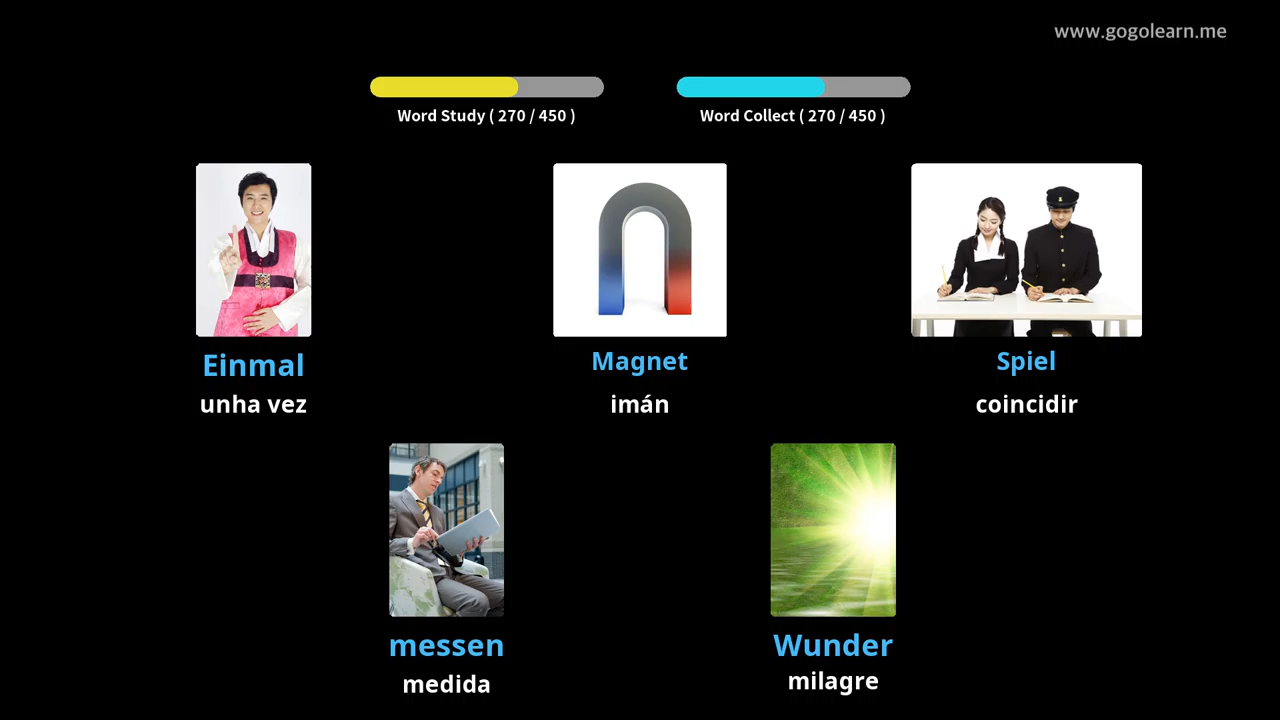 www.gogolearn.me
Word Study ( 270 / 450 )
Word Collect ( 270 / 450 )
Einmal
unha vez
Magnet
imán
Spiel
coincidir
messen
medida
Wunder
milagre